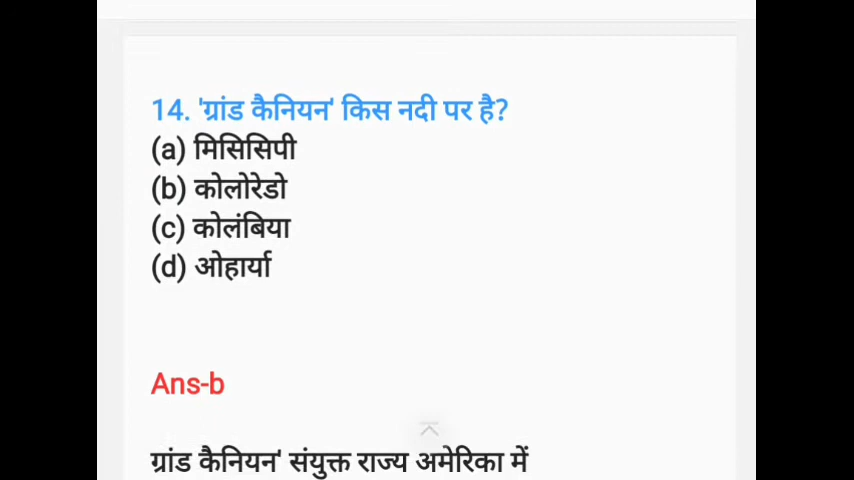 14. 'ग्रांड कैनियन' किस नदी पर है?
(a) मिसिसिपी
(b) कोलोरेडो
(c) कोलंबिया
(d) ओहार्या
Ans-b
ग्रांड कैनियन' संयुक्त राज्य अमेरिका में